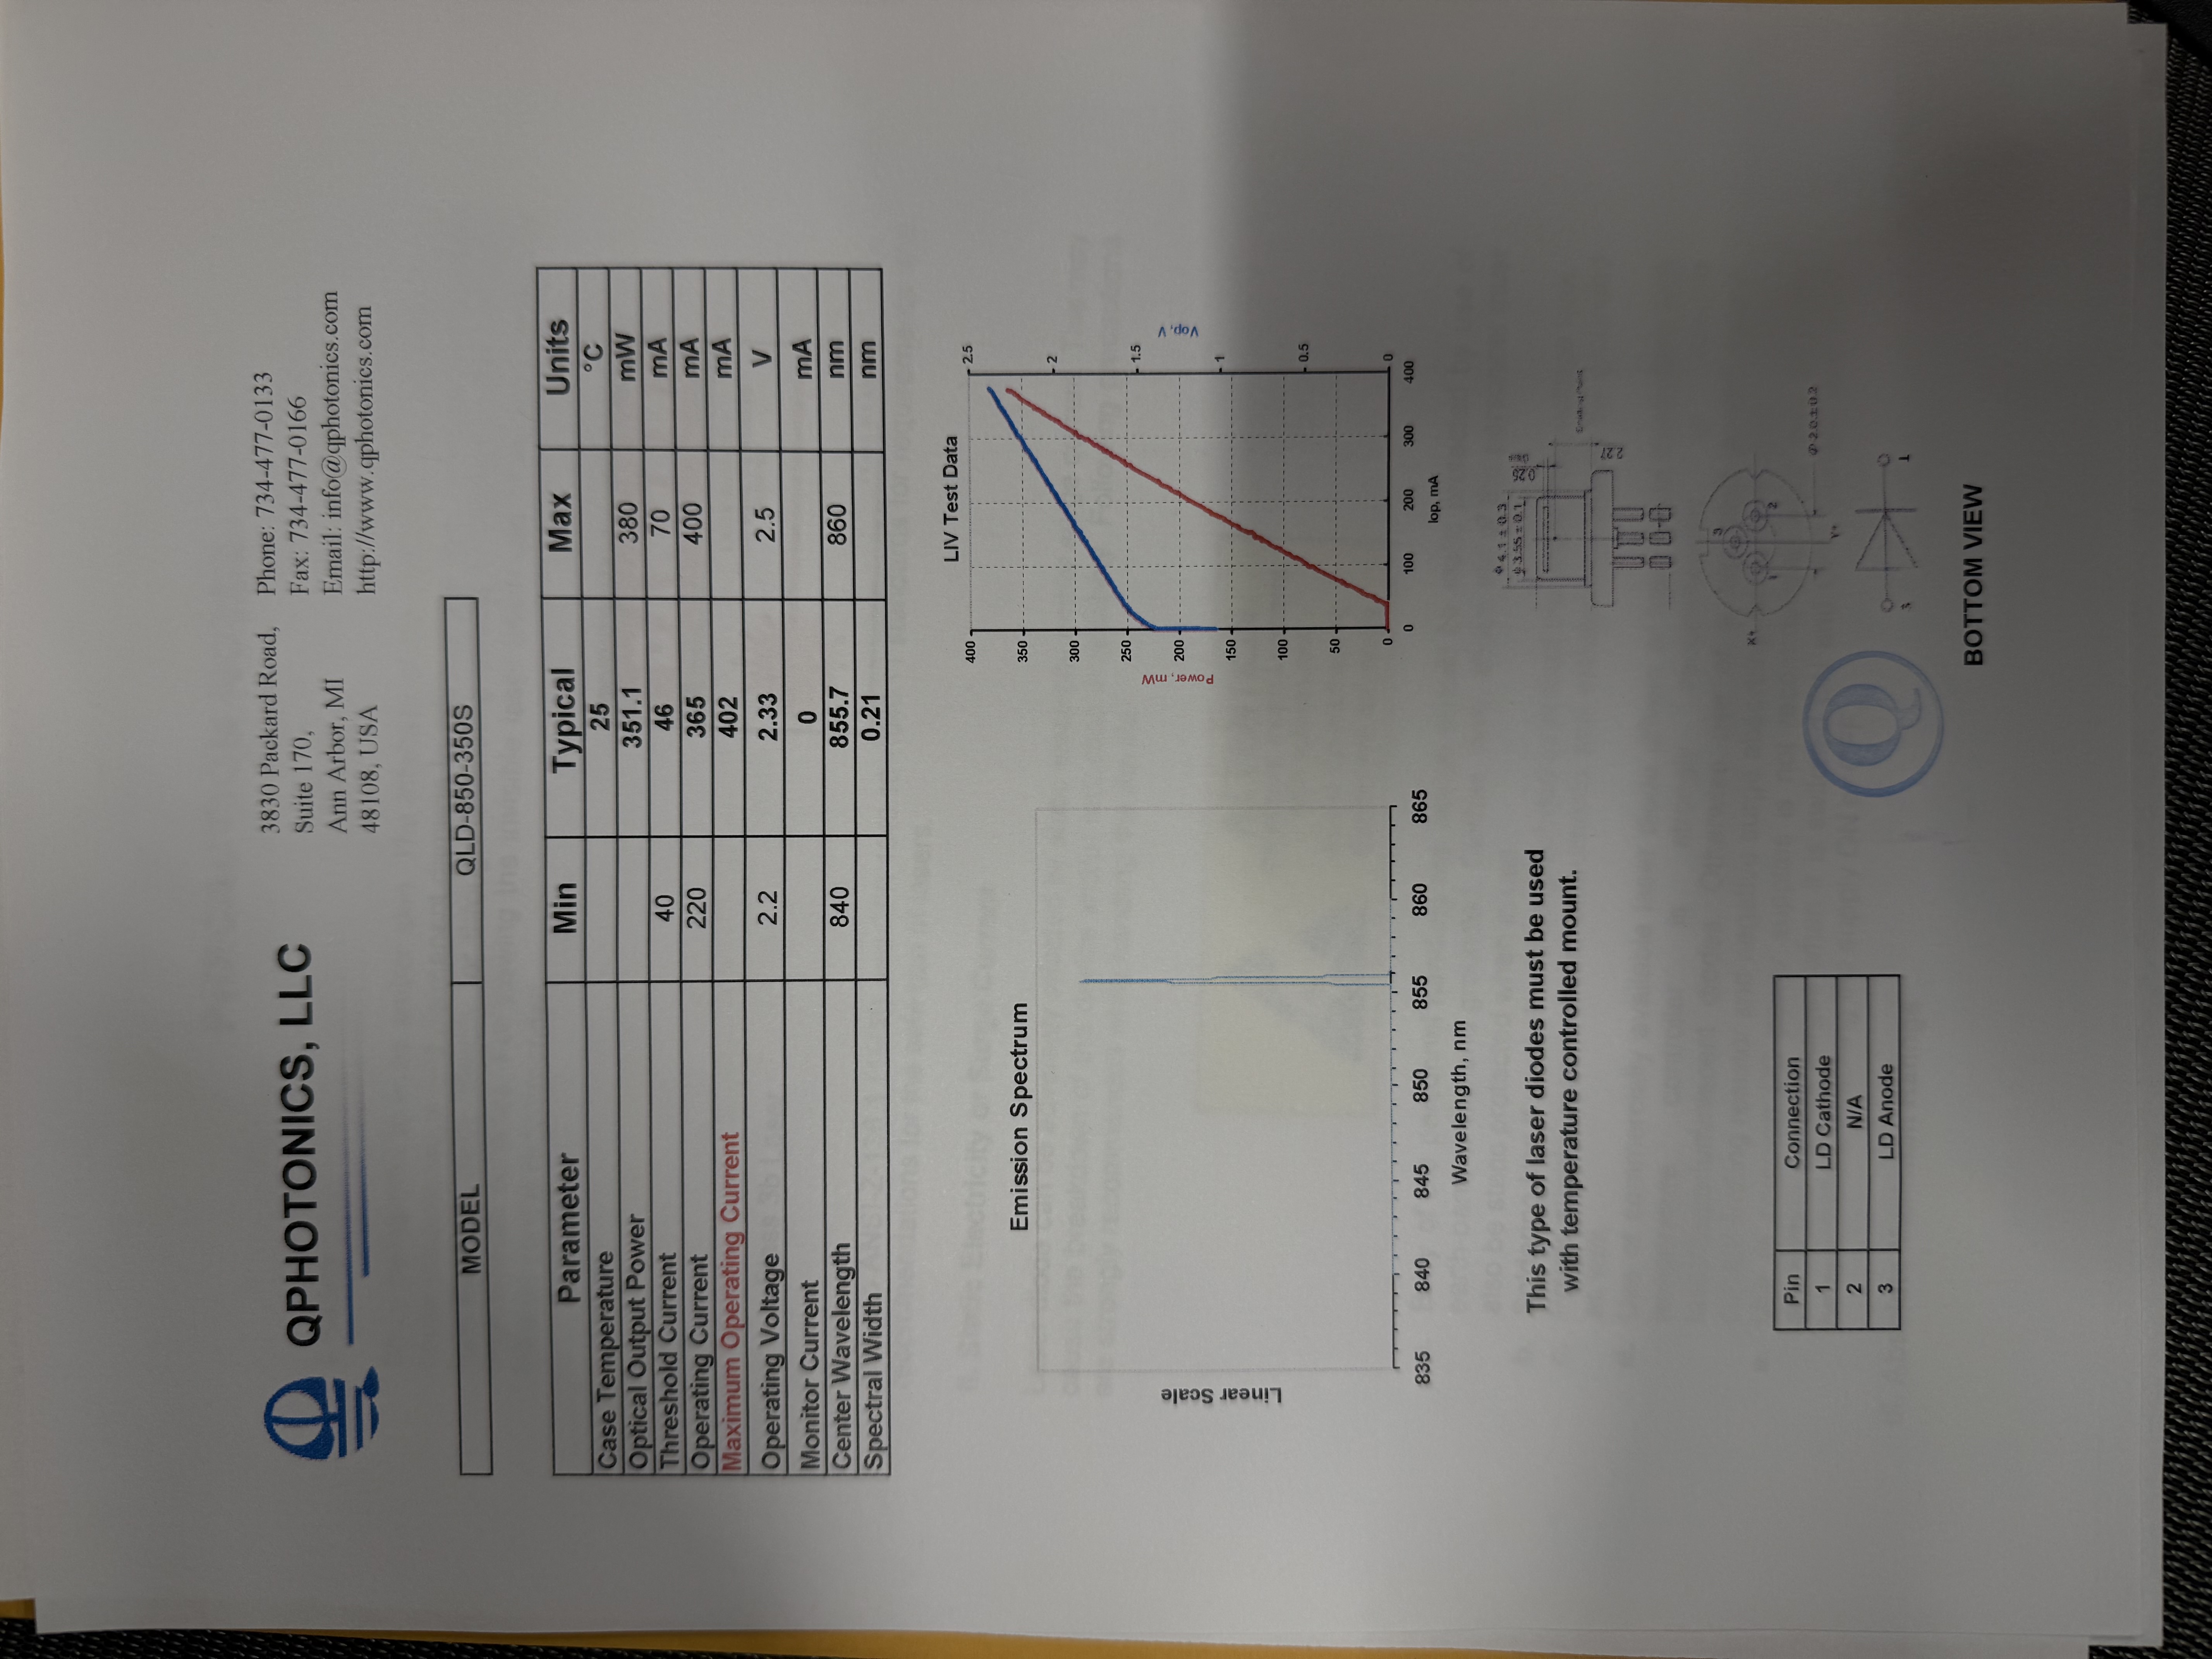 QPHOTONICS, LLC
3830 Packard Road,
Suite 170,
Ann Arbor, MI
48108, USA
Phone: 734-477-0133
Fax: 734-477-0166
Email: info@qphotonics.com
http://www.qphotonics.com
MODEL QLD-850-350S
Parameter Min Typical Max Units
Case Temperature 25 °C
Optical Output Power 351.1 380 mW
Threshold Current 40 46 70 mA
Operating Current 220 365 400 mA
Maximum Operating Current 402 mA
Operating Voltage 2.2 2.33 2.5 V
Monitor Current 0 mA
Center Wavelength 840 855.7 860 nm
Spectral Width 0.21 nm
Emission Spectrum
Linear Scale
835 840 845 850 855 860 865
Wavelength, nm
LIV Test Data
400
350
300
250
200
150
100
50
0
Power, mW
2.5
2
1.5
1
0.5
0
Vop, V
0 100 200 300 400
Iop, mA
This type of laser diodes must be used
with temperature controlled mount.
Φ4.1±0.3
Φ3.55±0.1
0.25
2.27
X+
3
1
2
Φ2.0±0.2
Y+
3
1
Pin Connection
1 LD Cathode
2 N/A
3 LD Anode
Q
BOTTOM VIEW